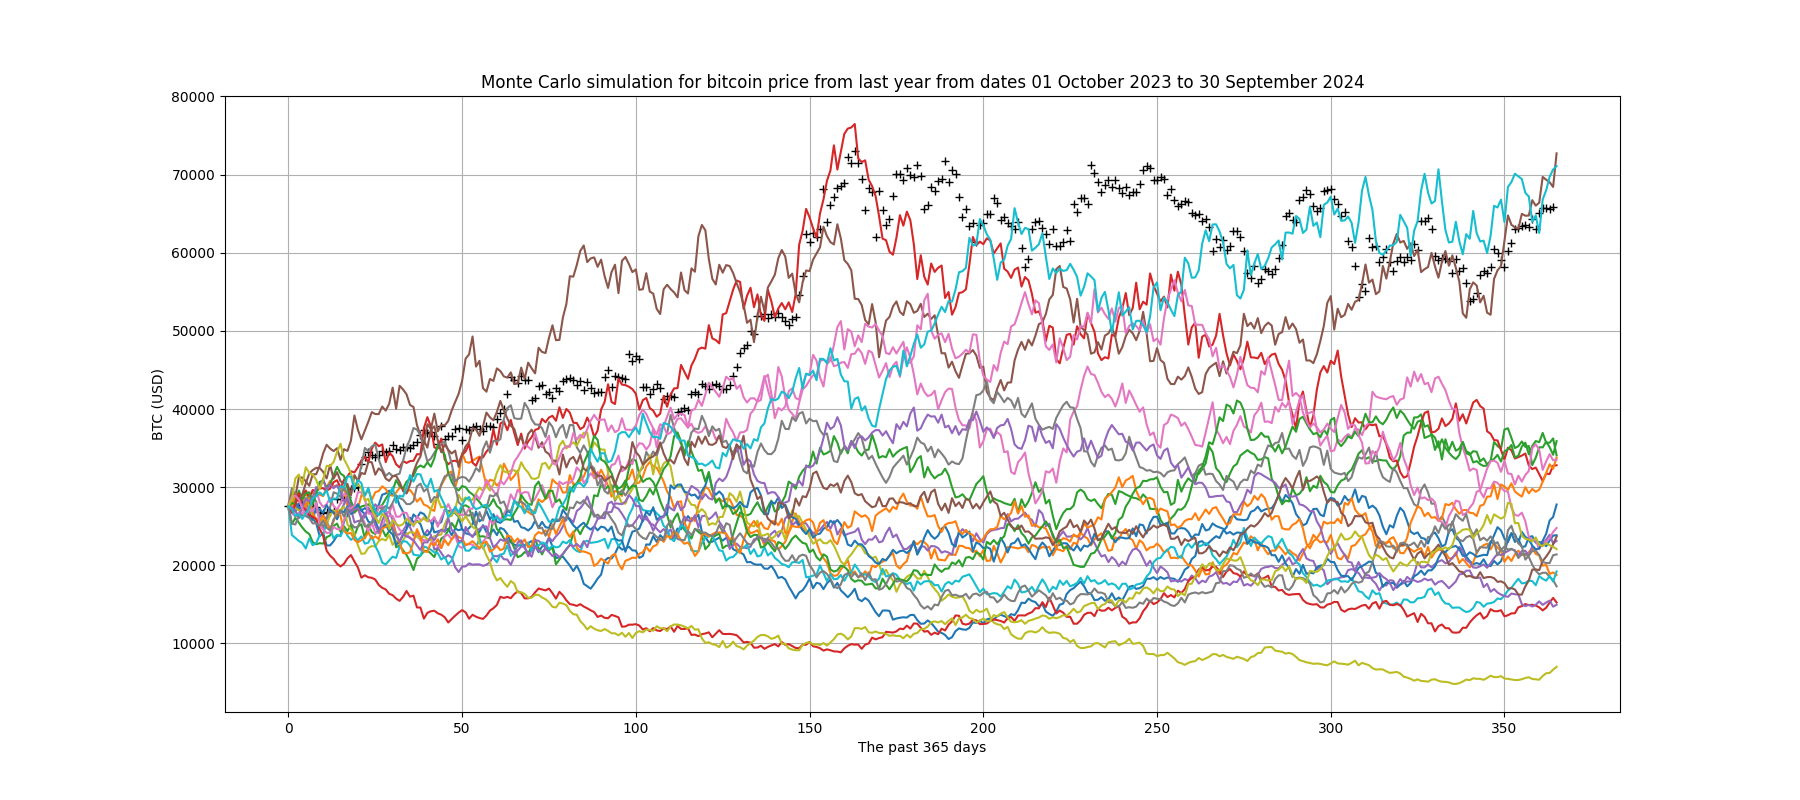 Monte Carlo simulation for bitcoin price from last year from dates 01 October 2023 to 30 September 2024
80000
70000
60000
50000
40000
30000
20000
10000
BTC (USD)
0 50 100 150 200 250 300 350
The past 365 days